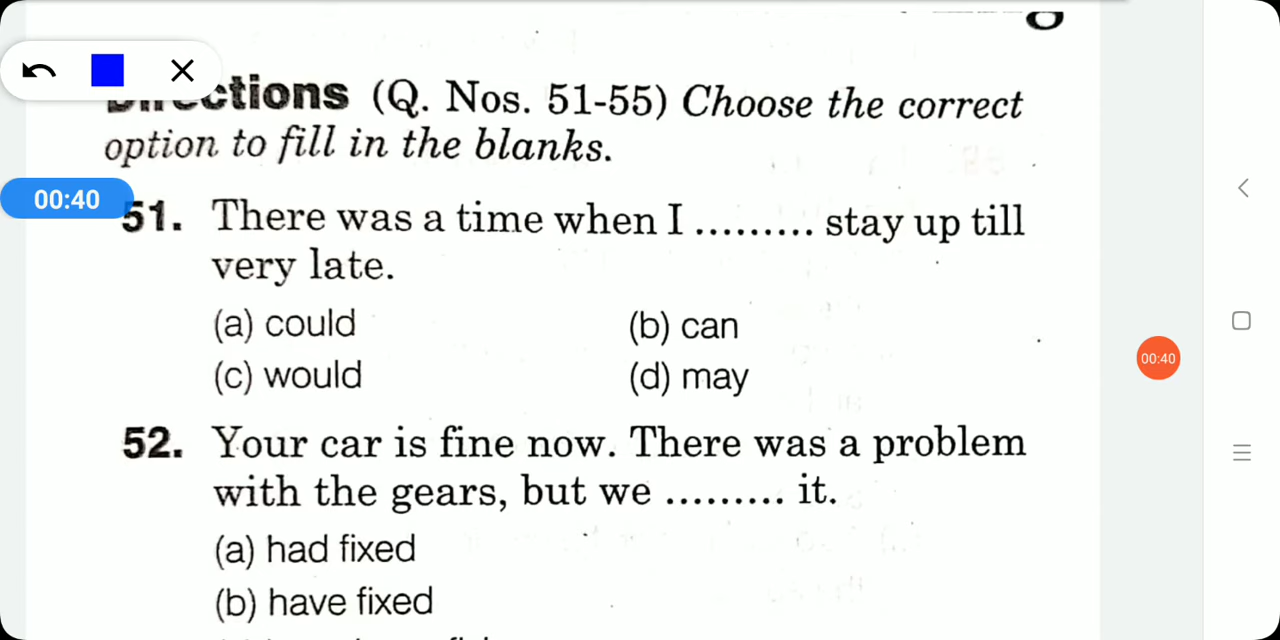 Directions (Q. Nos. 51-55) Choose the correct
option to fill in the blanks.
00:40
51. There was a time when I ......... stay up till
very late.
(a) could (b) can
(c) would (d) may
00:40
52. Your car is fine now. There was a problem
with the gears, but we ......... it.
(a) had fixed
(b) have fixed